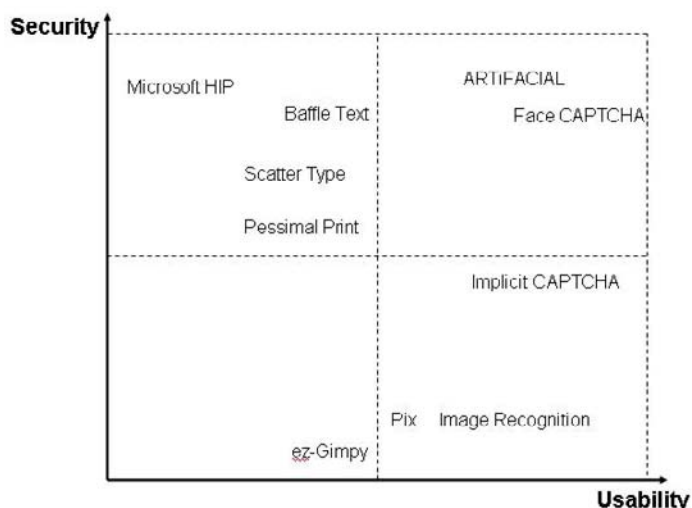 Security
ARTiFACIAL
Microsoft HIP
Baffle Text
Face CAPTCHA
Scatter Type
Pessimal Print
Implicit CAPTCHA
Pix Image Recognition
ez-Gimpy
Usability